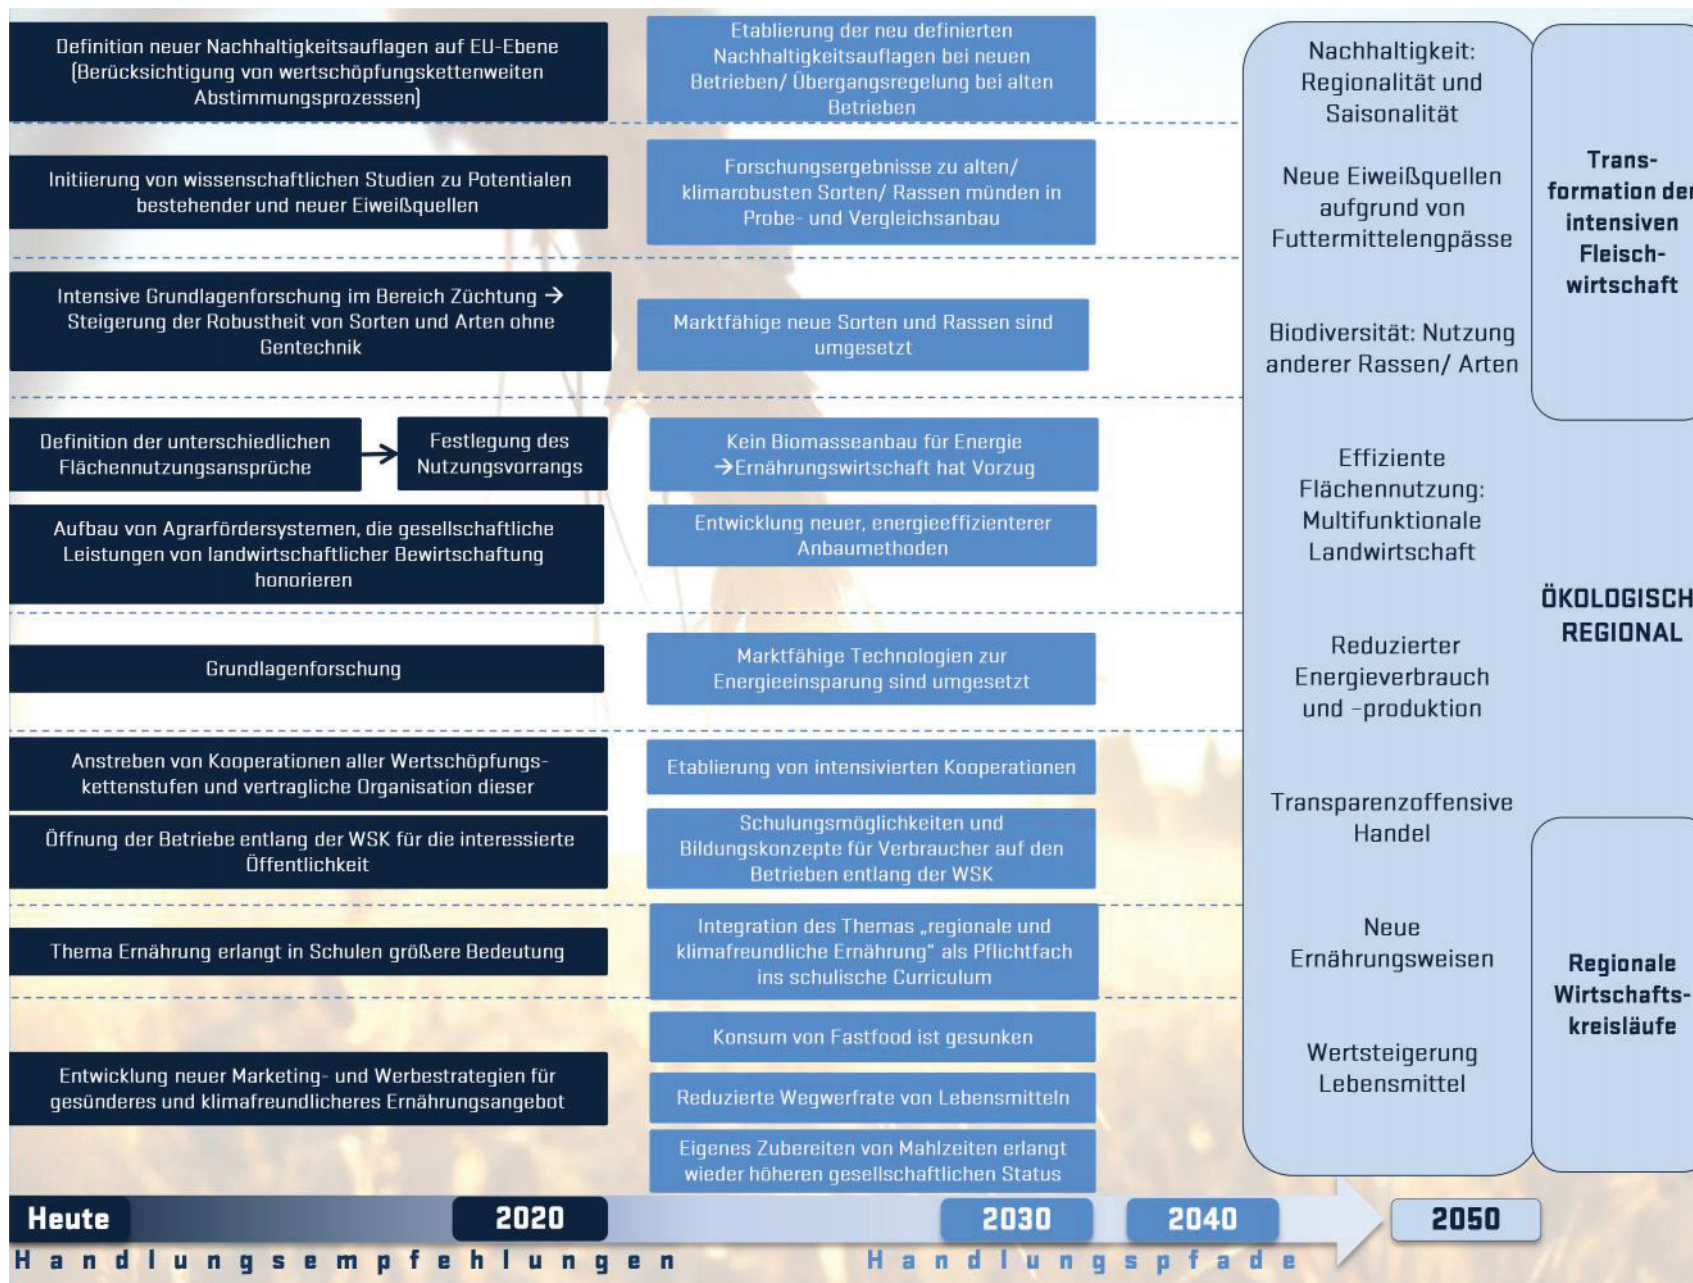 Definition neuer Nachhaltigkeitsauflagen auf EU-Ebene
(Berücksichtigung von wertschöpfungskettenweiten
Abstimmungsprozessen)
Etablierung der neu definierten
Nachhaltigkeitsauflagen bei neuen
Betrieben/ Übergangsregelung bei alten
Betrieben
Initiierung von wissenschaftlichen Studien zu Potentialen
bestehender und neuer Eiweißquellen
Forschungsergebnisse zu alten/
klimarobusten Sorten/ Rassen münden in
Probe- und Vergleichsanbau
Intensive Grundlagenforschung im Bereich Züchtung →
Steigerung der Robustheit von Sorten und Arten ohne
Gentechnik
Marktfähige neue Sorten und Rassen sind
umgesetzt
Definition der unterschiedlichen
Flächennutzungsansprüche
Festlegung des
Nutzungsvorrangs
Kein Biomasseanbau für Energie
→Ernährungswirtschaft hat Vorzug
Aufbau von Agrarfördersystemen, die gesellschaftliche
Leistungen von landwirtschaftlicher Bewirtschaftung
honorieren
Entwicklung neuer, energieeffizienterer
Anbaumethoden
Grundlagenforschung
Marktfähige Technologien zur
Energieeinsparung sind umgesetzt
Anstreben von Kooperationen aller Wertschöpfungs-
kettenstufen und vertragliche Organisation dieser
Etablierung von intensivierten Kooperationen
Öffnung der Betriebe entlang der WSK für die interessierte
Öffentlichkeit
Schulungsmöglichkeiten und
Bildungskonzepte für Verbraucher auf den
Betrieben entlang der WSK
Thema Ernährung erlangt in Schulen größere Bedeutung
Integration des Themas „regionale und
klimafreundliche Ernährung“ als Pflichtfach
ins schulische Curriculum
Entwicklung neuer Marketing- und Werbestrategien für
gesünderes und klimafreundlicheres Ernährungsangebot
Konsum von Fastfood ist gesunken
Reduzierte Wegwerfrate von Lebensmitteln
Eigenes Zubereiten von Mahlzeiten erlangt
wieder höheren gesellschaftlichen Status
Nachhaltigkeit:
Regionalität und
Saisonalität
Neue Eiweißquellen
aufgrund von
Futtermittelengpässe
Biodiversität: Nutzung
anderer Rassen/ Arten
Effiziente
Flächennutzung:
Multifunktionale
Landwirtschaft
Reduzierter
Energieverbrauch
und -produktion
Transparenzoffensive
Handel
Neue
Ernährungsweisen
Wertsteigerung
Lebensmittel
Trans-
formation der
intensiven
Fleisch-
wirtschaft
ÖKOLOGISCH
REGIONAL
Regionale
Wirtschafts-
kreisläufe
Heute
2020
2030
2040
2050
Handlungsempfehlungen
Handlungspfade